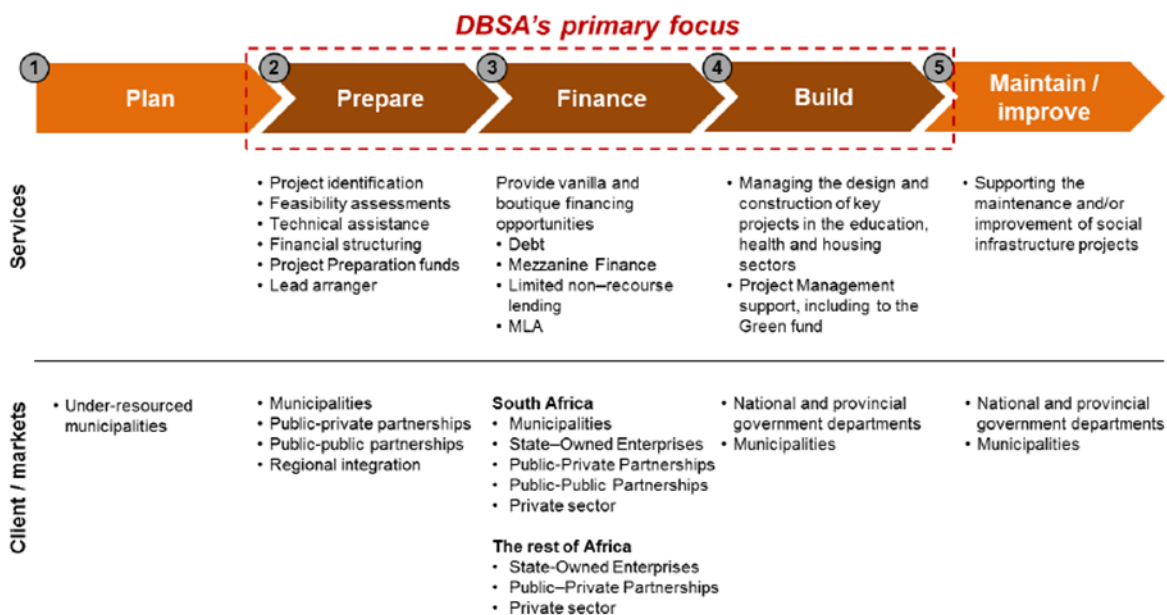 DBSA's primary focus
1
Plan
2
Prepare
3
Finance
4
Build
5
Maintain /
improve
Services
• Project identification
• Feasibility assessments
• Technical assistance
• Financial structuring
• Project Preparation funds
• Lead arranger
Provide vanilla and
boutique financing
opportunities
• Debt
• Mezzanine Finance
• Limited non–recourse
lending
• MLA
• Managing the design and
construction of key
projects in the education,
health and housing
sectors
• Project Management
support, including to the
Green fund
• Supporting the
maintenance and/or
improvement of social
infrastructure projects
Client / markets
• Under-resourced
municipalities
• Municipalities
• Public-private partnerships
• Public-public partnerships
• Regional integration
South Africa
• Municipalities
• State–Owned Enterprises
• Public-Private Partnerships
• Public-Public Partnerships
• Private sector
The rest of Africa
• State-Owned Enterprises
• Public–Private Partnerships
• Private sector
• National and provincial
government departments
• Municipalities
• National and provincial
government departments
• Municipalities